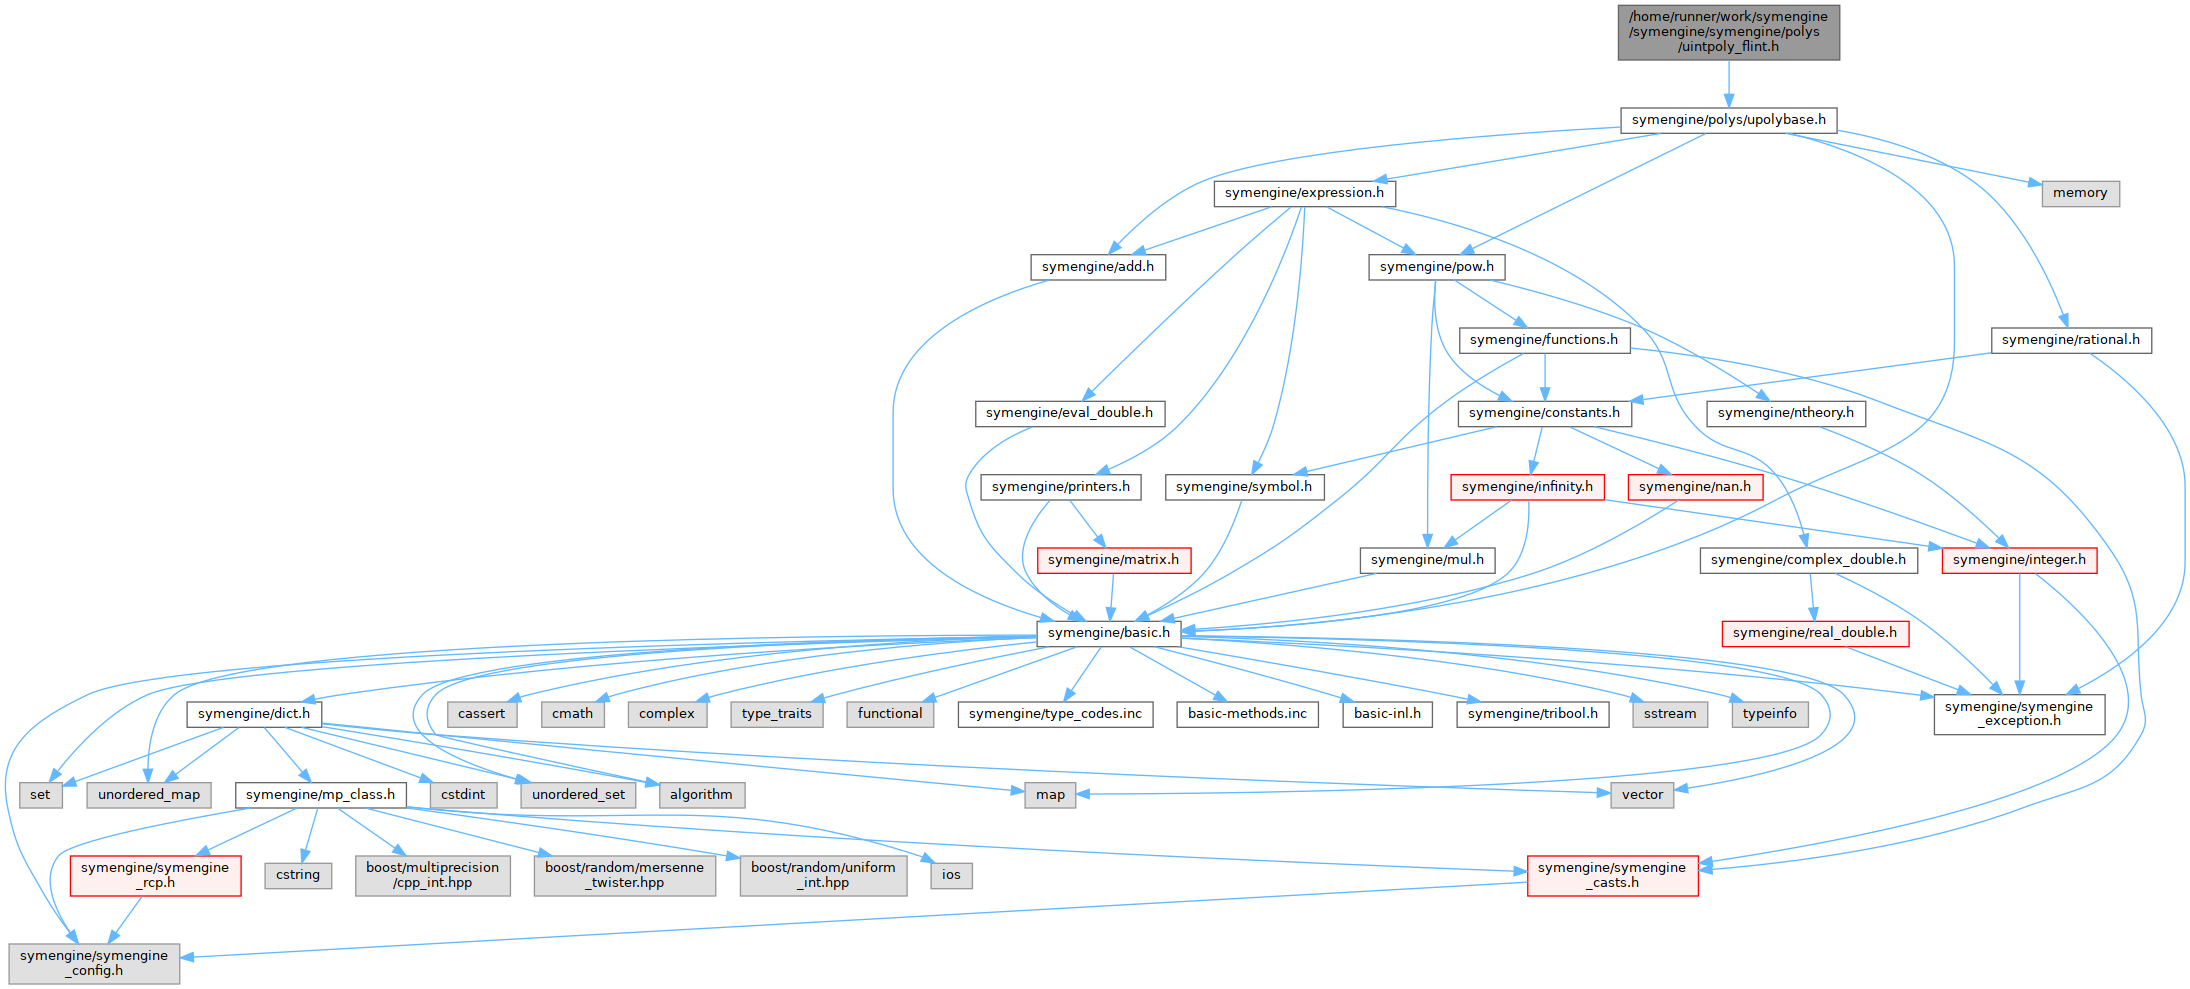 /home/runner/work/symengine
/symengine/symengine/polys
/uintpoly_flint.h
symengine/polys/upolybase.h
symengine/expression.h
memory
symengine/add.h
symengine/pow.h
symengine/functions.h
symengine/rational.h
symengine/eval_double.h
symengine/constants.h
symengine/ntheory.h
symengine/printers.h
symengine/symbol.h
symengine/infinity.h
symengine/nan.h
symengine/matrix.h
symengine/mul.h
symengine/complex_double.h
symengine/integer.h
symengine/basic.h
symengine/real_double.h
symengine/dict.h
cassert
cmath
complex
type_traits
functional
symengine/type_codes.inc
basic-methods.inc
basic-inl.h
symengine/tribool.h
sstream
typeinfo
symengine/symengine
_exception.h
set
unordered_map
symengine/mp_class.h
cstdint
unordered_set
algorithm
map
vector
symengine/symengine
_rcp.h
cstring
boost/multiprecision
/cpp_int.hpp
boost/random/mersenne
_twister.hpp
boost/random/uniform
_int.hpp
ios
symengine/symengine
_casts.h
symengine/symengine
_config.h